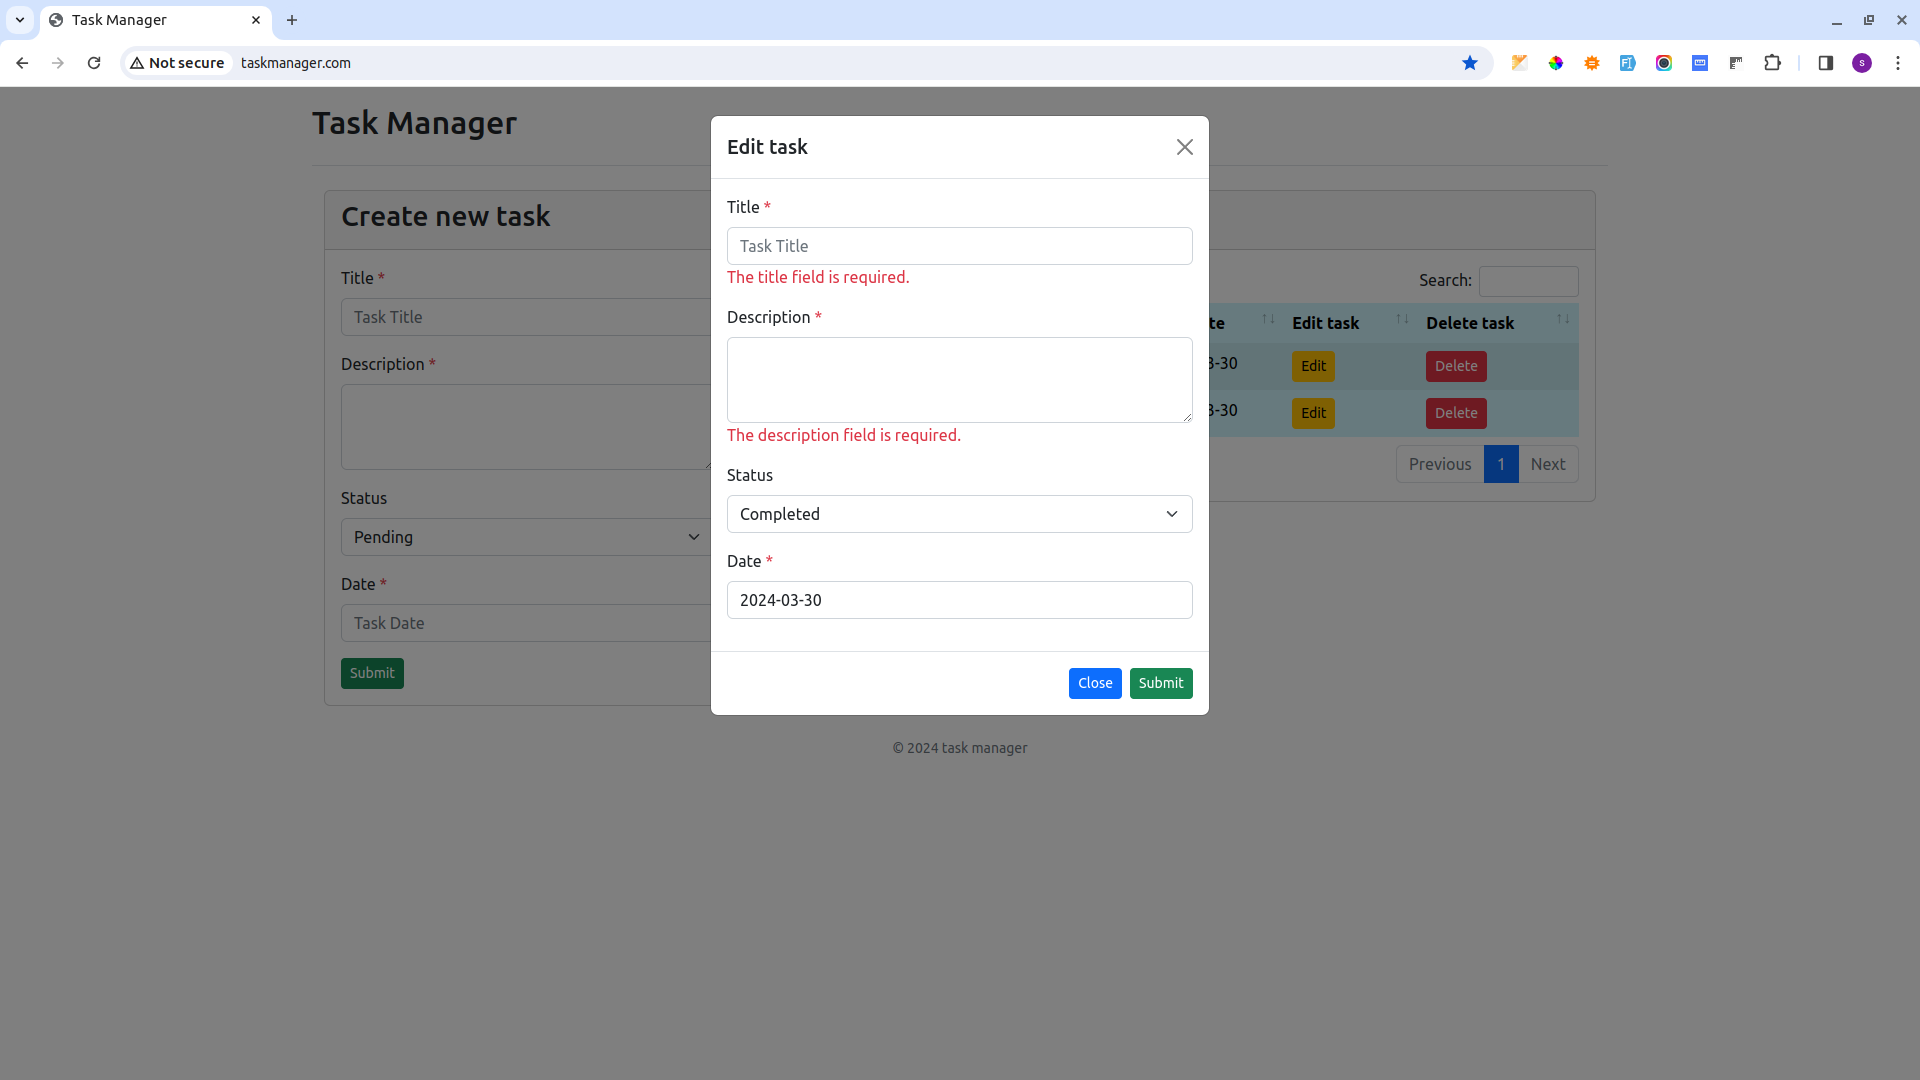 Task Manager
Not secure
taskmanager.com
Task Manager
Create new task
Title *
Task Title
Description *
Status
Pending
Date *
Task Date
Submit
Edit task
Title *
Task Title
The title field is required.
Description *
The description field is required.
Status
Completed
Date *
2024-03-30
Close
Submit
Search:
Edit task
Delete task
-30
Edit
Delete
-30
Edit
Delete
Previous
1
Next
© 2024 task manager